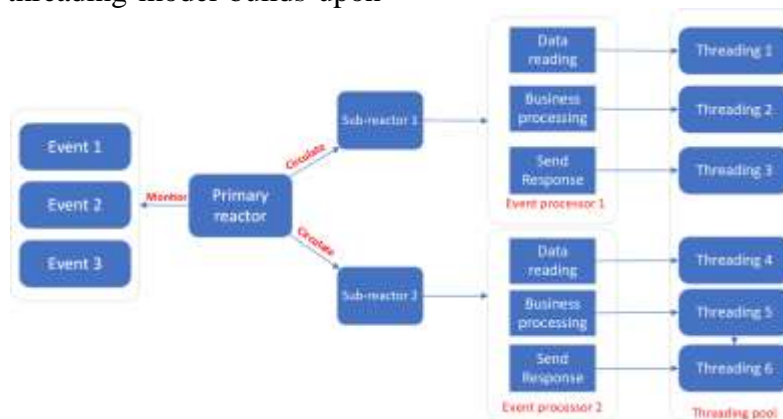 threading model builds upon
Event 1
Event 2
Event 3
Monitor
Primary
reactor
Circulate
Circulate
Sub-reactor 1
Sub-reactor 2
Data
reading
Business
processing
Send
Response
Event processor 1
Data
reading
Business
processing
Send
Response
Event processor 2
Threading 1
Threading 2
Threading 3
Threading 4
Threading 5
Threading 6
Threading pool